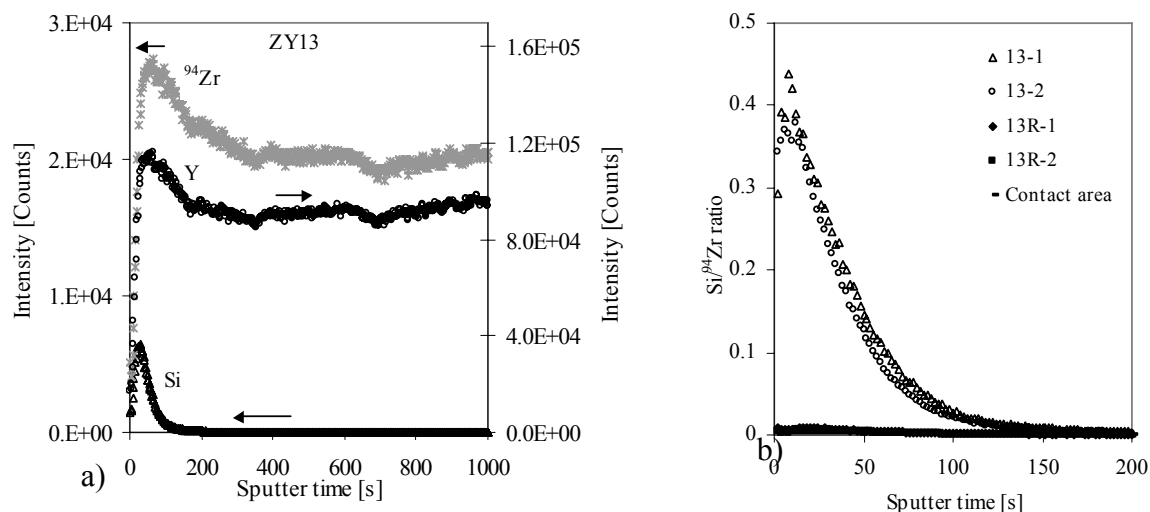 ZY13
3.E+04
2.E+04
1.E+04
0.E+00
Intensity [Counts]
⁹⁴Zr
Y
Si
1.6E+05
1.2E+05
8.0E+04
4.0E+04
0.0E+00
Intensity [Counts]
0 200 400 600 800 1000
Sputter time [s]
a)
0.5
0.4
0.3
0.2
0.1
0
Si/⁹⁴Zr ratio
13-1
13-2
13R-1
13R-2
Contact area
0 50 100 150 200
Sputter time [s]
b)